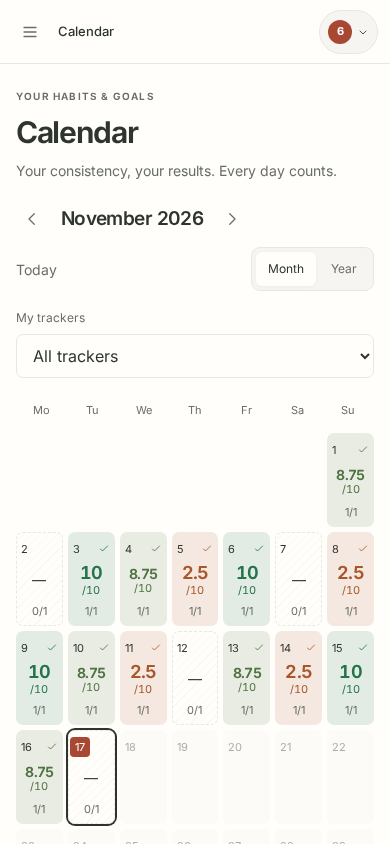 Calendar
6
YOUR HABITS & GOALS
Calendar
Your consistency, your results. Every day counts.
November 2026
Today
Month Year
My trackers
All trackers
Mo Tu We Th Fr Sa Su
1
8.75
/10
1/1
2 3 4 5 6 7 8
— 10 8.75 2.5 10 — 2.5
/10 /10 /10 /10 /10
0/1 1/1 1/1 1/1 1/1 0/1 1/1
9 10 11 12 13 14 15
10 8.75 2.5 — 8.75 2.5 10
/10 /10 /10 /10 /10 /10
1/1 1/1 1/1 0/1 1/1 1/1 1/1
16 17 18 19 20 21 22
8.75 —
/10
1/1 0/1